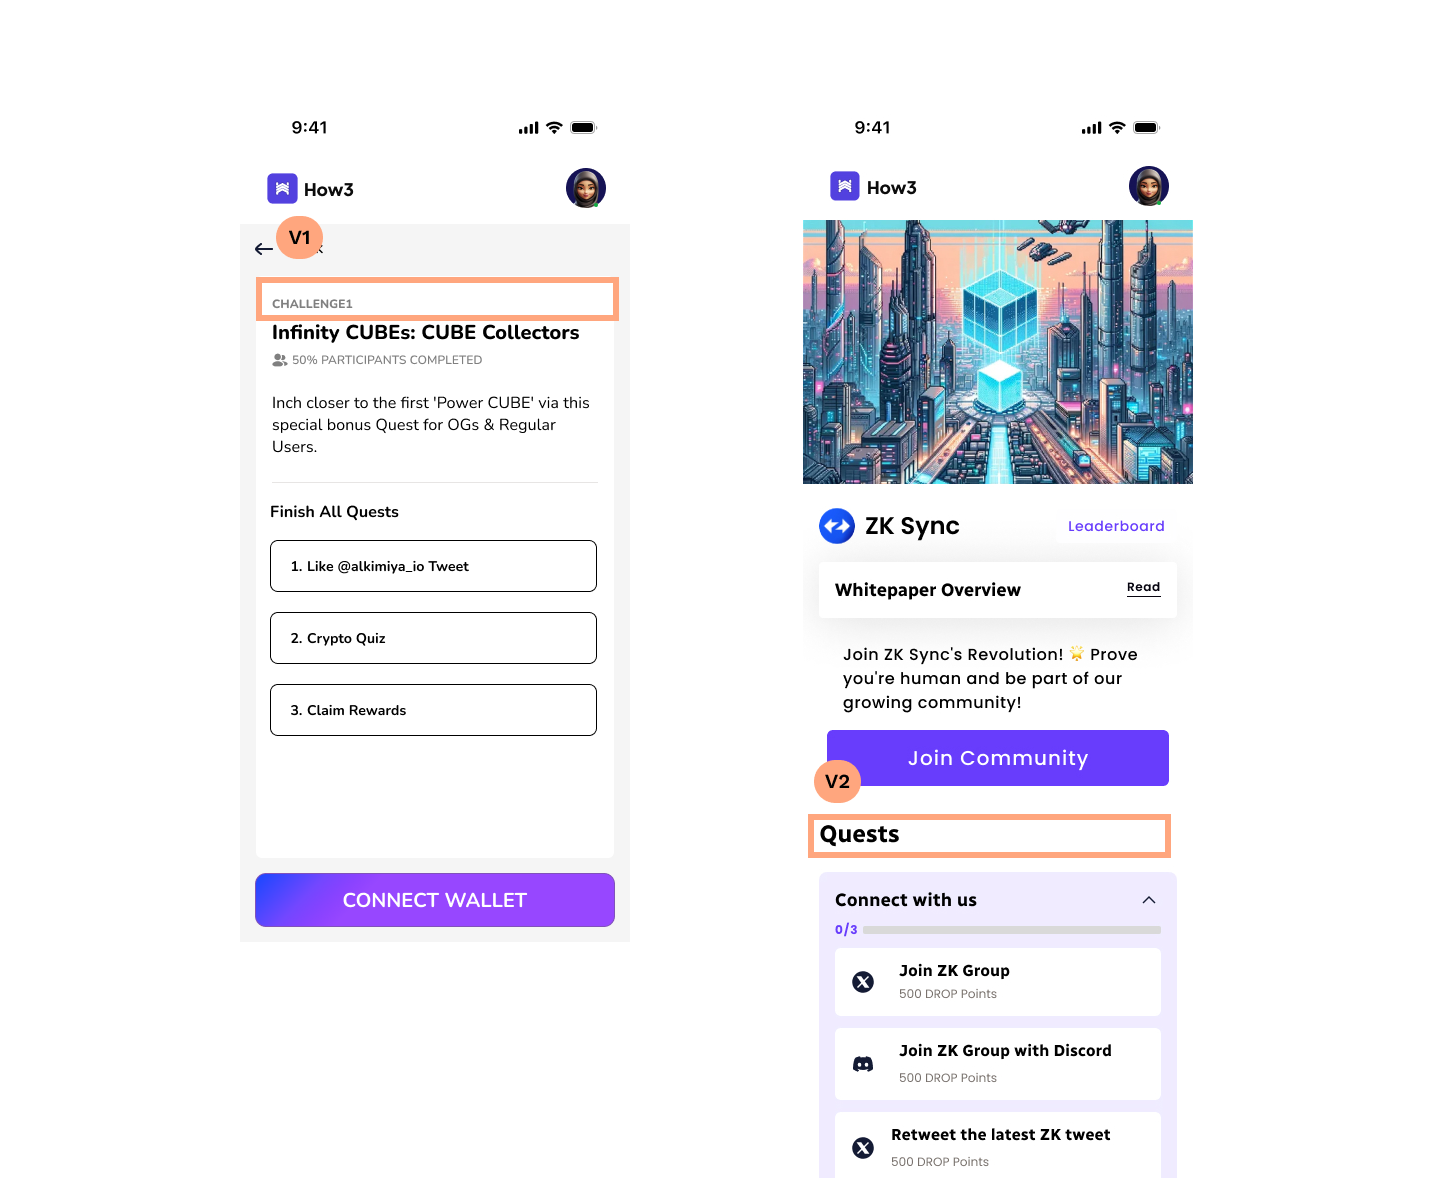 9:41
How3
V1
CHALLENGE1
Infinity CUBEs: CUBE Collectors
50% PARTICIPANTS COMPLETED
Inch closer to the first 'Power CUBE' via this
special bonus Quest for OGs & Regular
Users.
Finish All Quests
1. Like @alkimiya_io Tweet
2. Crypto Quiz
3. Claim Rewards
CONNECT WALLET
9:41
How3
ZK Sync
Leaderboard
Whitepaper Overview
Read
Join ZK Sync's Revolution! 🌟 Prove
you're human and be part of our
growing community!
Join Community
V2
Quests
Connect with us
0/3
Join ZK Group
500 DROP Points
Join ZK Group with Discord
500 DROP Points
Retweet the latest ZK tweet
500 DROP Points